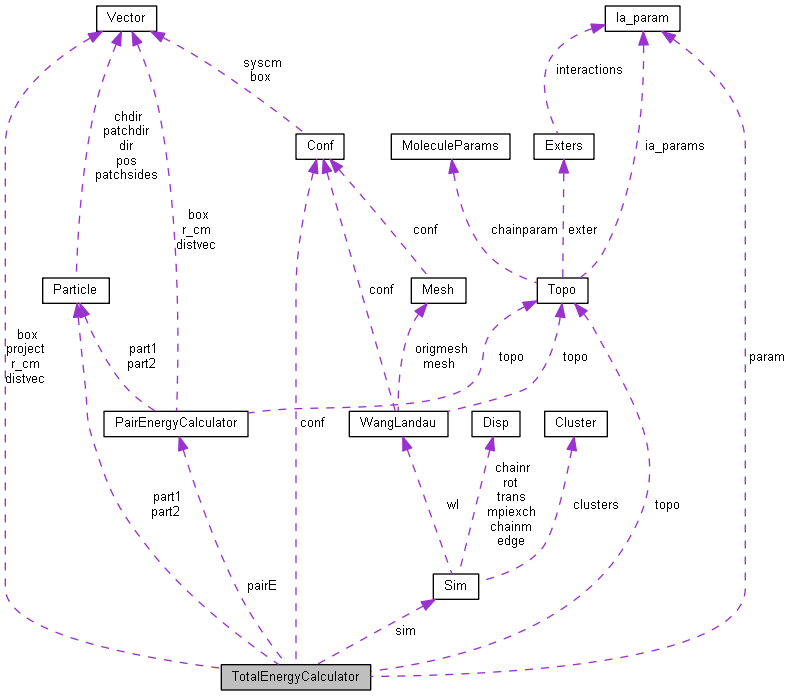 Vector
Ia_param
syscm
box
interactions
chdir
patchdir
dir
pos
patchsides
Conf
MoleculeParams
Exters
ia_params
box
r_cm
distvec
conf
chainparam
exter
Particle
conf
Mesh
Topo
box
project
r_cm
distvec
part1
part2
origmesh
mesh
topo
topo
param
PairEnergyCalculator
conf
WangLandau
Disp
Cluster
part1
part2
wl
chainr
rot
trans
mpiexch
chainm
edge
clusters
topo
pairE
Sim
sim
TotalEnergyCalculator